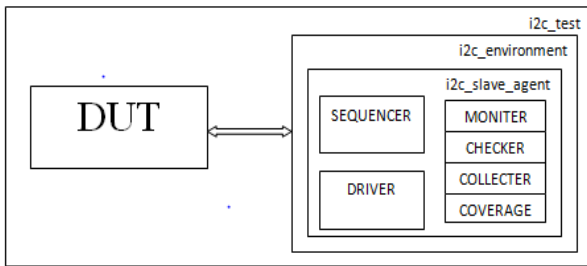 i2c_test
i2c_environment
i2c_slave_agent
DUT
SEQUENCER
DRIVER
MONITER
CHECKER
COLLECTER
COVERAGE